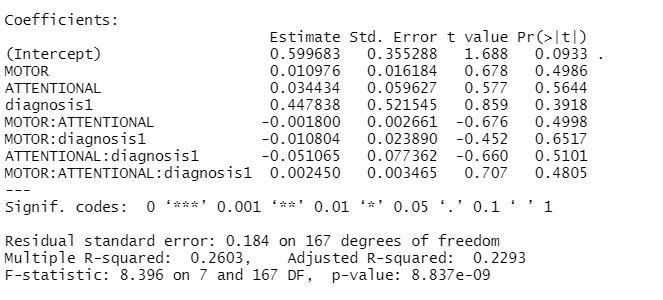 Coefficients:
Estimate Std. Error t value Pr(>|t|)
(Intercept) 0.599683 0.355288 1.688 0.0933 .
MOTOR 0.010976 0.016184 0.678 0.4986
ATTENTIONAL 0.034434 0.059627 0.577 0.5644
diagnosis1 0.447838 0.521545 0.859 0.3918
MOTOR:ATTENTIONAL -0.001800 0.002661 -0.676 0.4998
MOTOR:diagnosis1 -0.010804 0.023890 -0.452 0.6517
ATTENTIONAL:diagnosis1 -0.051065 0.077362 -0.660 0.5101
MOTOR:ATTENTIONAL:diagnosis1 0.002450 0.003465 0.707 0.4805
---
Signif. codes: 0 ‘***’ 0.001 ‘**’ 0.01 ‘*’ 0.05 ‘.’ 0.1 ‘ ’ 1
Residual standard error: 0.184 on 167 degrees of freedom
Multiple R-squared: 0.2603, Adjusted R-squared: 0.2293
F-statistic: 8.396 on 7 and 167 DF, p-value: 8.837e-09